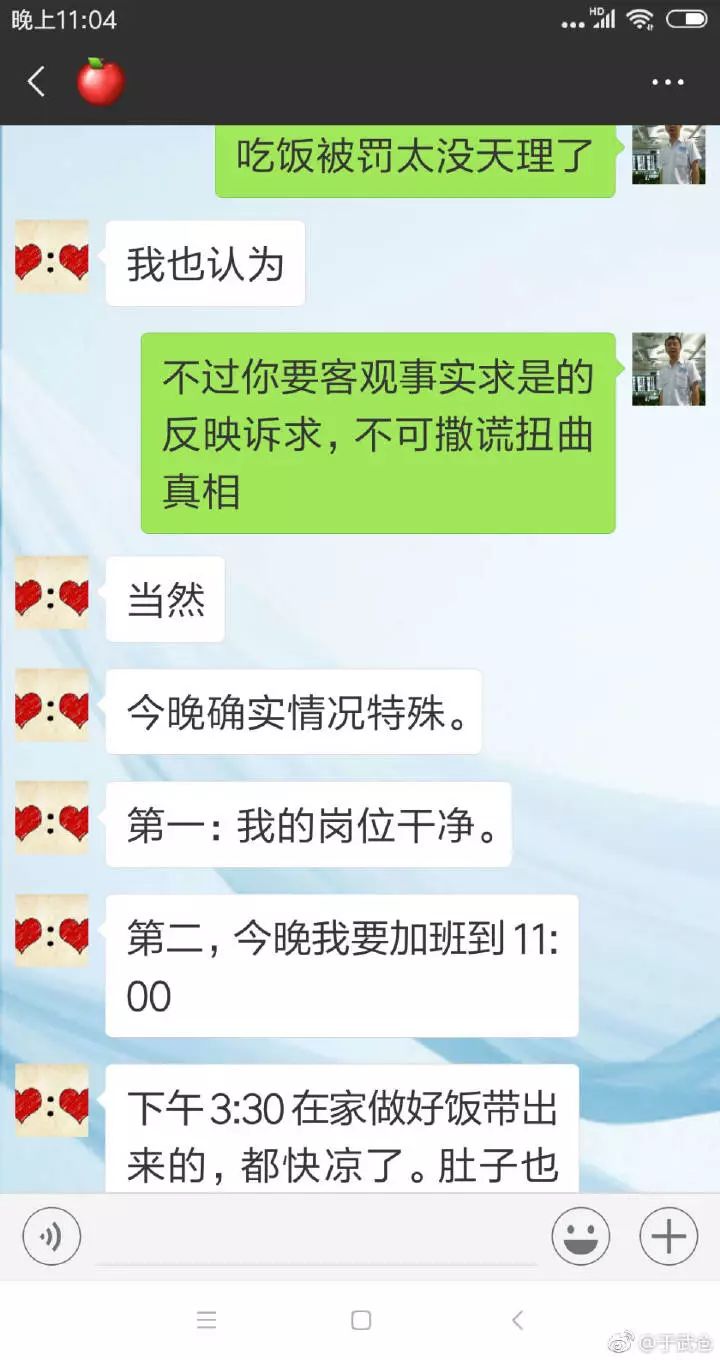 晚上11:04
HD
吃饭被罚太没天理了
我也认为
不过你要客观事实求是的
反映诉求，不可撒谎扭曲
真相
当然
今晚确实情况特殊。
第一：我的岗位干净。
第二，今晚我要加班到11:
00
下午3:30在家做好饭带出
来的，都快凉了。肚子也
@于武仓